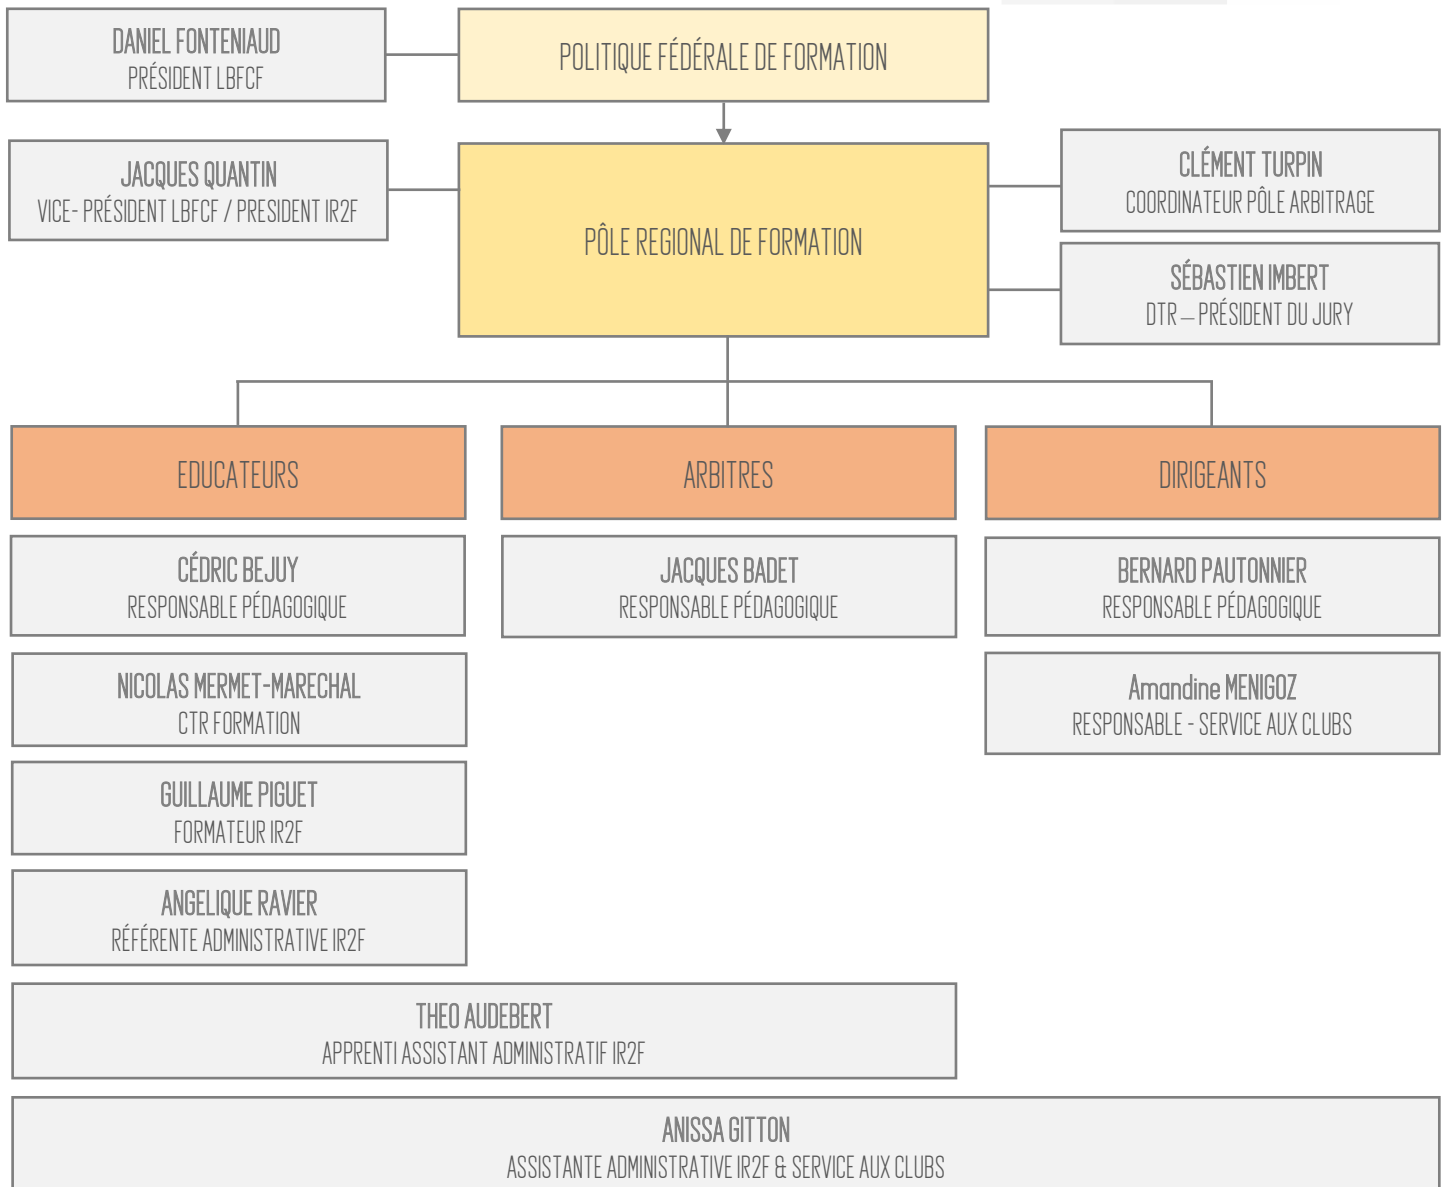 DANIEL FONTENIAUD
PRÉSIDENT LBFCF
POLITIQUE FÉDÉRALE DE FORMATION
JACQUES QUANTIN
VICE- PRÉSIDENT LBFCF / PRESIDENT IR2F
PÔLE REGIONAL DE FORMATION
CLÉMENT TURPIN
COORDINATEUR PÔLE ARBITRAGE
SÉBASTIEN IMBERT
DTR – PRÉSIDENT DU JURY
EDUCATEURS
ARBITRES
DIRIGEANTS
CÉDRIC BEJUY
RESPONSABLE PÉDAGOGIQUE
JACQUES BADET
RESPONSABLE PÉDAGOGIQUE
BERNARD PAUTONNIER
RESPONSABLE PÉDAGOGIQUE
NICOLAS MERMET-MARECHAL
CTR FORMATION
Amandine MENIGOZ
RESPONSABLE - SERVICE AUX CLUBS
GUILLAUME PIGUET
FORMATEUR IR2F
ANGELIQUE RAVIER
RÉFÉRENTE ADMINISTRATIVE IR2F
THEO AUDEBERT
APPRENTI ASSISTANT ADMINISTRATIF IR2F
ANISSA GITTON
ASSISTANTE ADMINISTRATIVE IR2F & SERVICE AUX CLUBS